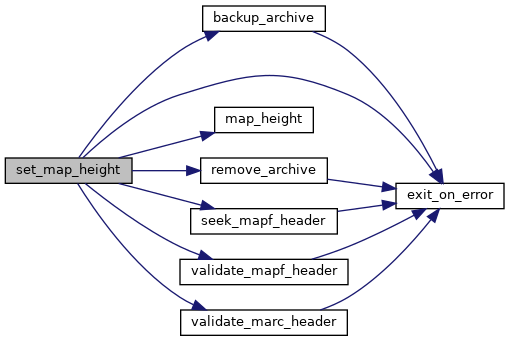 backup_archive
map_height
set_map_height
remove_archive
exit_on_error
seek_mapf_header
validate_mapf_header
validate_marc_header